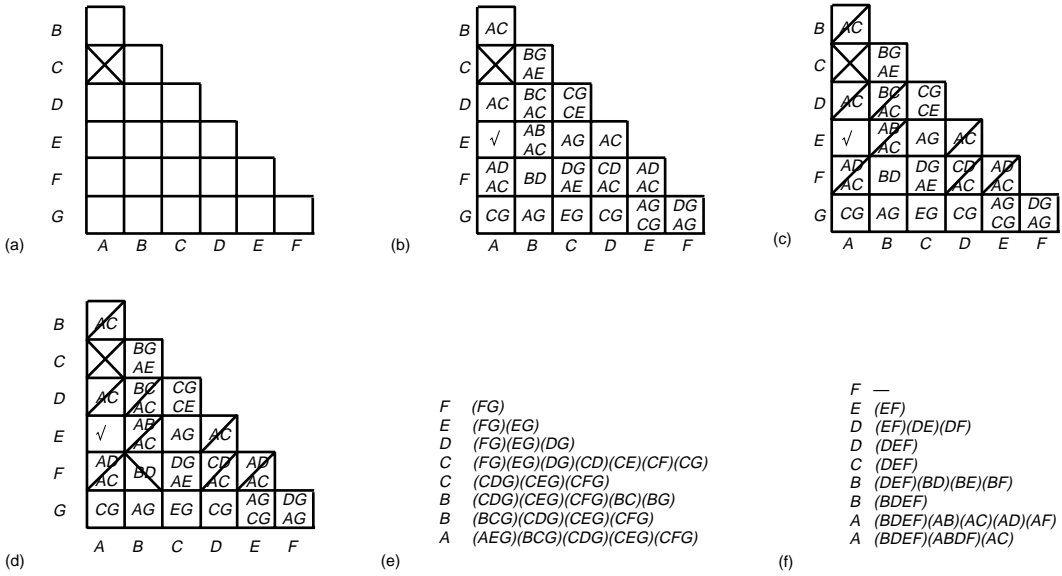 B
C
D
E
F
G
A B C D E F
(a)
B AC
C BG AE
D AC BC AC CG CE
E √ AB AC AG AC
F AD AC BD DG AE CD AC AD AC
G CG AG EG CG AG CG DG AG
A B C D E F
(b)
B AC
C BG AE
D AC BC AC CG CE
E √ AB AC AG AC
F AD AC BD DG AE CD AC AD AC
G CG AG EG CG AG CG DG AG
A B C D E F
(c)
B AC
C BG AE
D AC BC AC CG CE
E √ AB AC AG AC
F AD AC BD DG AE CD AC AD AC
G CG AG EG CG AG CG DG AG
A B C D E F
(d)
F (FG)
E (FG)(EG)
D (FG)(EG)(DG)
C (FG)(EG)(DG)(CD)(CE)(CF)(CG)
C (CDG)(CEG)(CFG)
B (CDG)(CEG)(CFG)(BC)(BG)
B (BCG)(CDG)(CEG)(CFG)
A (AEG)(BCG)(CDG)(CEG)(CFG)
(e)
F —
E (EF)
D (EF)(DE)(DF)
D (DEF)
C (DEF)
B (DEF)(BD)(BE)(BF)
B (BDEF)
A (BDEF)(AB)(AC)(AD)(AF)
A (BDEF)(ABDF)(AC)
(f)